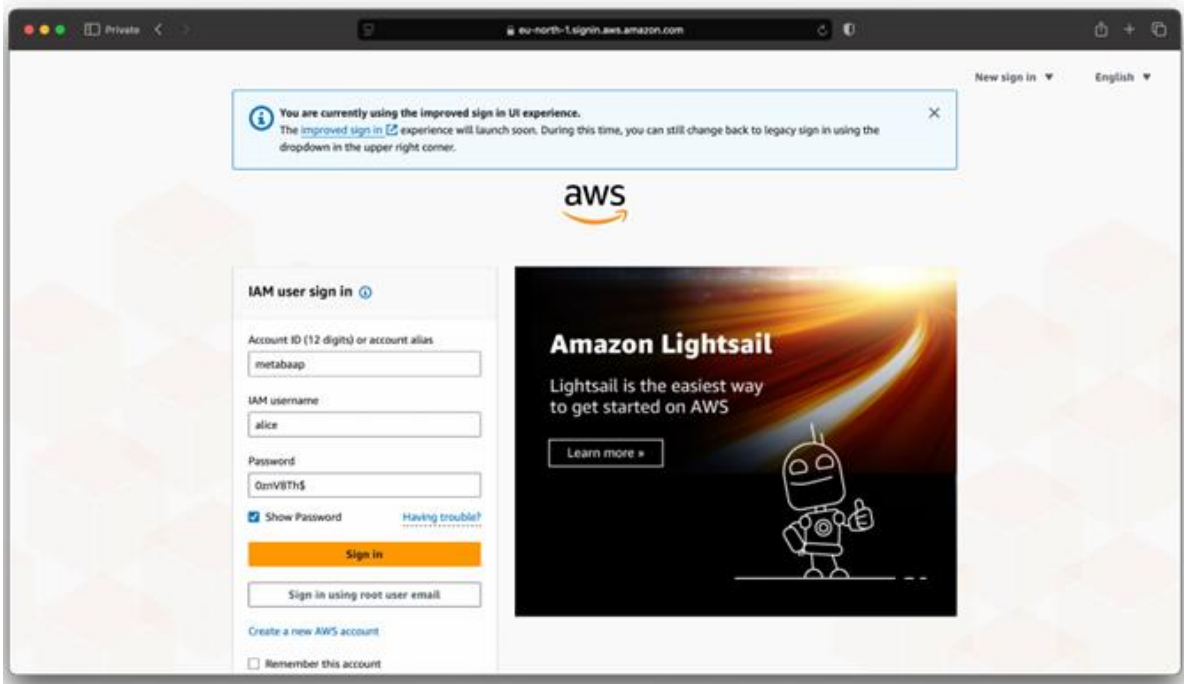 Private
eu-north-1.signin.aws.amazon.com
New sign in
English
You are currently using the improved sign in UI experience.
The improved sign in experience will launch soon. During this time, you can still change back to legacy sign in using the
dropdown in the upper right corner.
aws
IAM user sign in
Account ID (12 digits) or account alias
metabaap
IAM username
alice
Password
0znV8Th$
Show Password
Having trouble?
Sign in
Sign in using root user email
Create a new AWS account
Remember this account
Amazon Lightsail
Lightsail is the easiest way
to get started on AWS
Learn more »